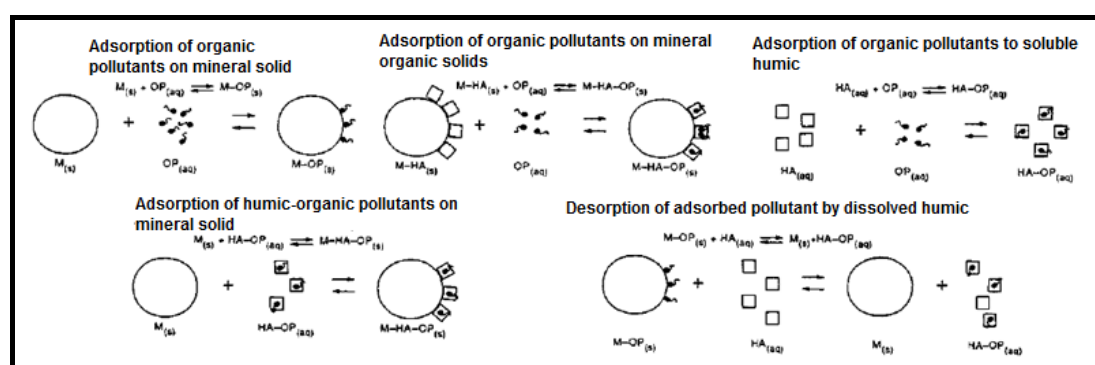 Adsorption of organic
pollutants on mineral solid
M(s) + OP(aq) ⇌ M-OP(s)
+
M(s)
OP(aq)
M-OP(s)
Adsorption of organic pollutants on mineral
organic solids
M-HA(s) + OP(aq) ⇌ M-HA-OP(s)
+
M-HA(s)
OP(aq)
M-HA-OP(s)
Adsorption of organic pollutants to soluble
humic
HA(aq) + OP(aq) ⇌ HA-OP(aq)
+
HA(aq)
OP(aq)
HA-OP(aq)
Adsorption of humic-organic pollutants on
mineral solid
M(s) + HA-OP(aq) ⇌ M-HA-OP(s)
+
M(s)
HA-OP(aq)
M-HA-OP(s)
Desorption of adsorbed pollutant by dissolved humic
M-OP(s) + HA(aq) ⇌ M(s)+HA-OP(aq)
+
+
M-OP(s)
HA(aq)
M(s)
HA-OP(aq)